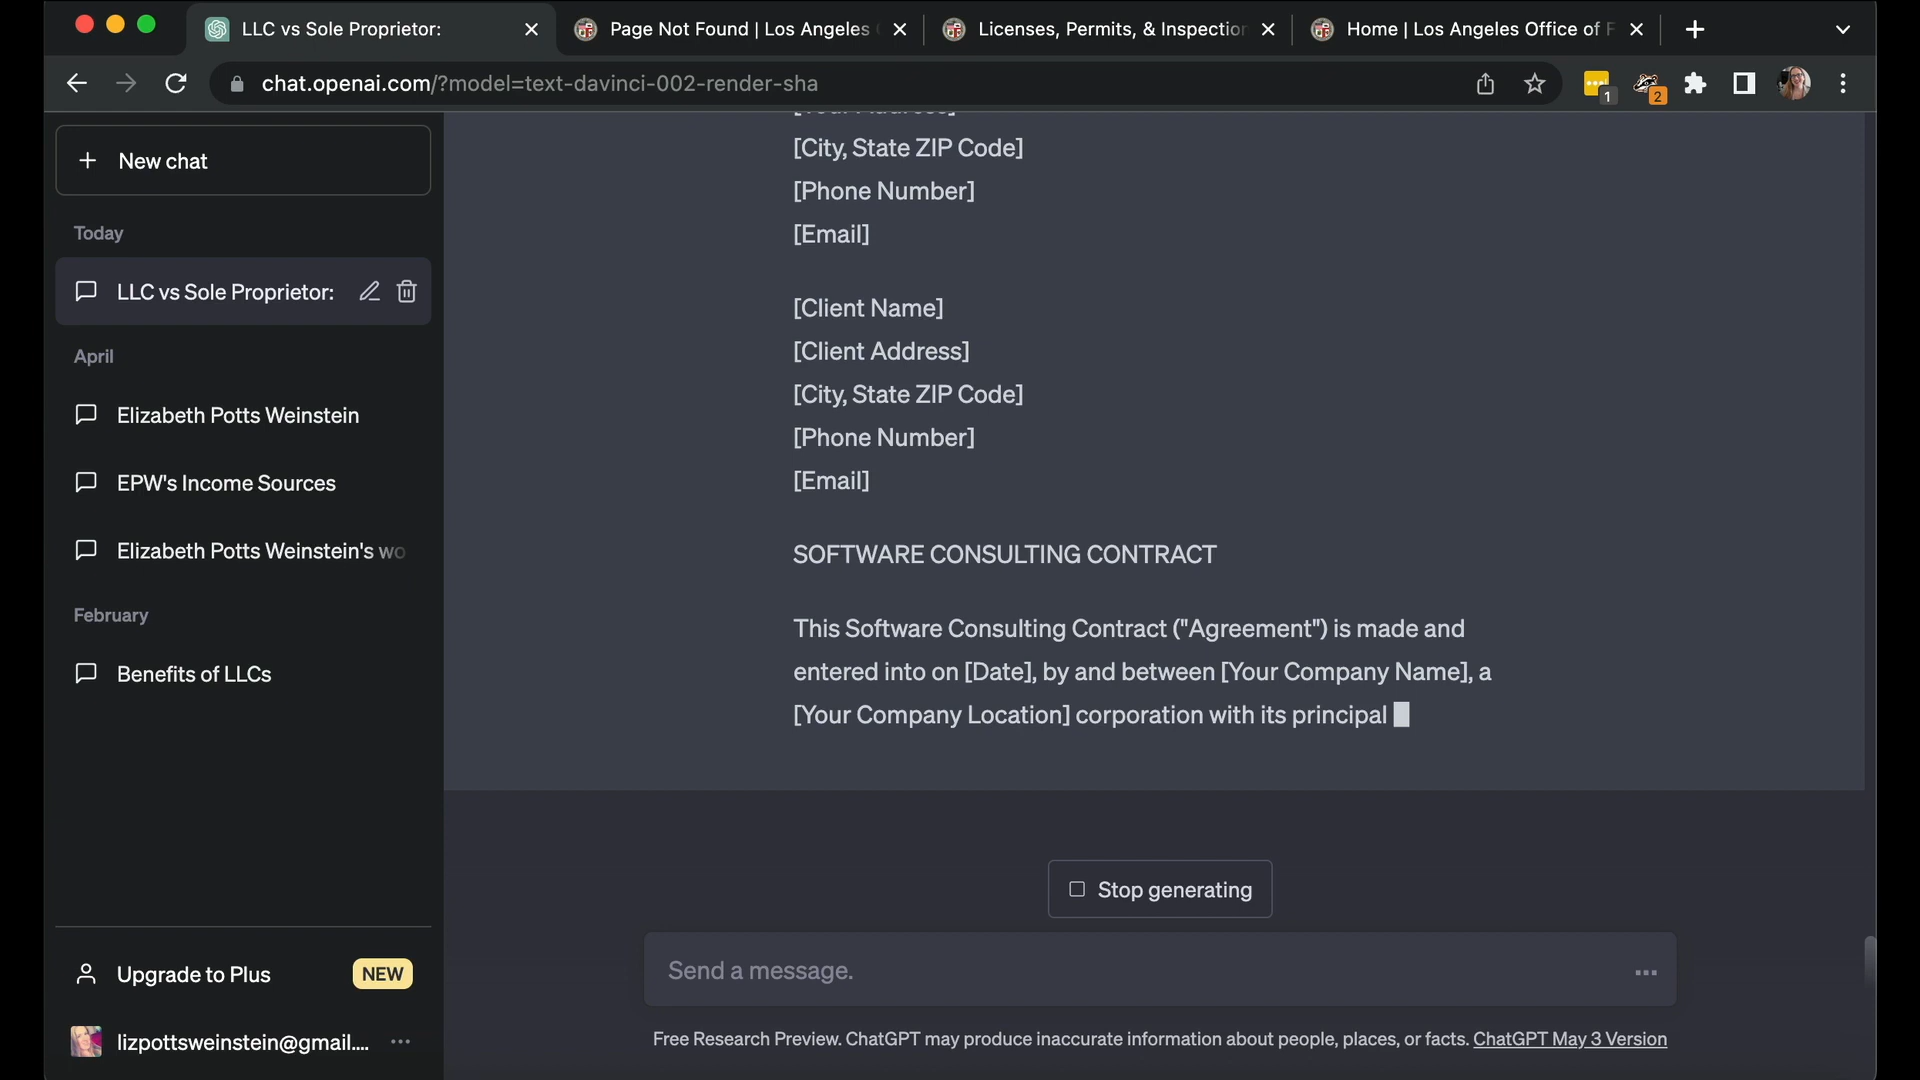 LLC vs Sole Proprietor:
Page Not Found | Los Angeles
Licenses, Permits, & Inspection
Home | Los Angeles Office of F
chat.openai.com/?model=text-davinci-002-render-sha
1
2
New chat
Today
LLC vs Sole Proprietor:
April
Elizabeth Potts Weinstein
EPW's Income Sources
Elizabeth Potts Weinstein's wo
February
Benefits of LLCs
Upgrade to Plus
NEW
lizpottsweinstein@gmail....
[Your Address]
[City, State ZIP Code]
[Phone Number]
[Email]
[Client Name]
[Client Address]
[City, State ZIP Code]
[Phone Number]
[Email]
SOFTWARE CONSULTING CONTRACT
This Software Consulting Contract ("Agreement") is made and
entered into on [Date], by and between [Your Company Name], a
[Your Company Location] corporation with its principal
Stop generating
Send a message.
Free Research Preview. ChatGPT may produce inaccurate information about people, places, or facts. ChatGPT May 3 Version